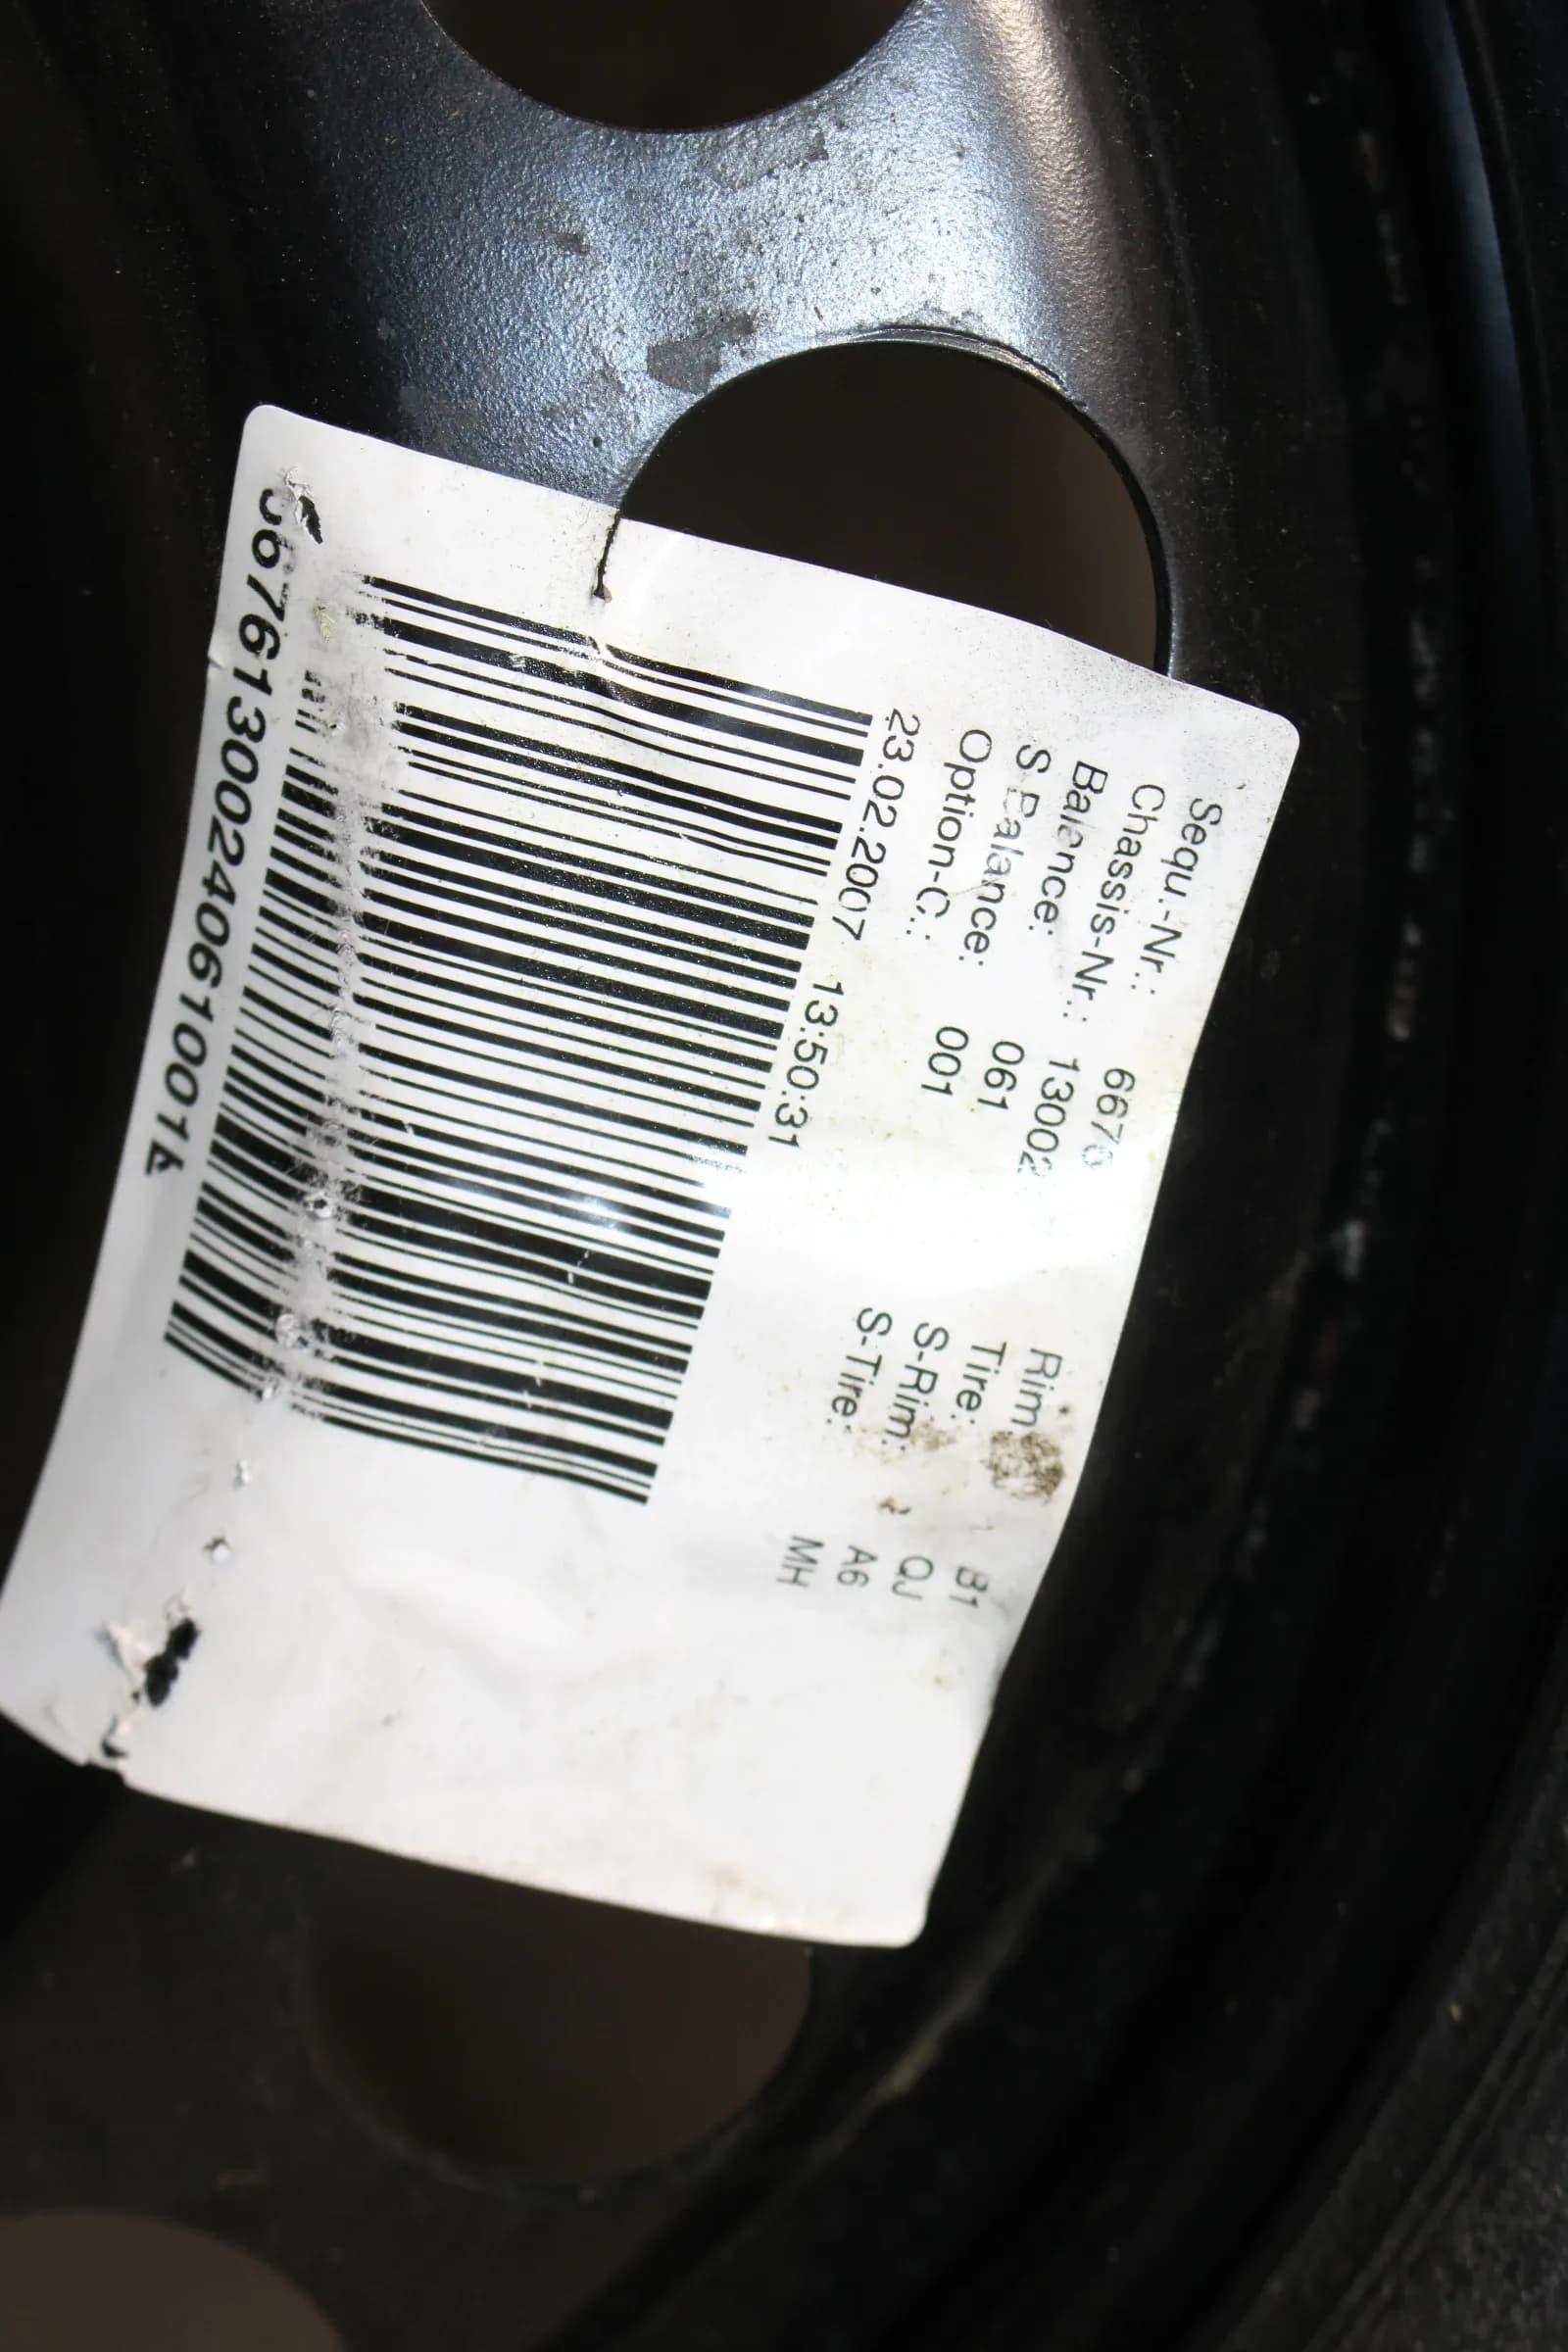 Sequ.-Nr.: 6676 Rim: B1
Chassis-Nr.: 13002 Tire: QJ
Balance: 061 S-Rim: A6
S-Balance: 001 S-Tire: MH
Option-C.:
23.02.2007 13:50:31